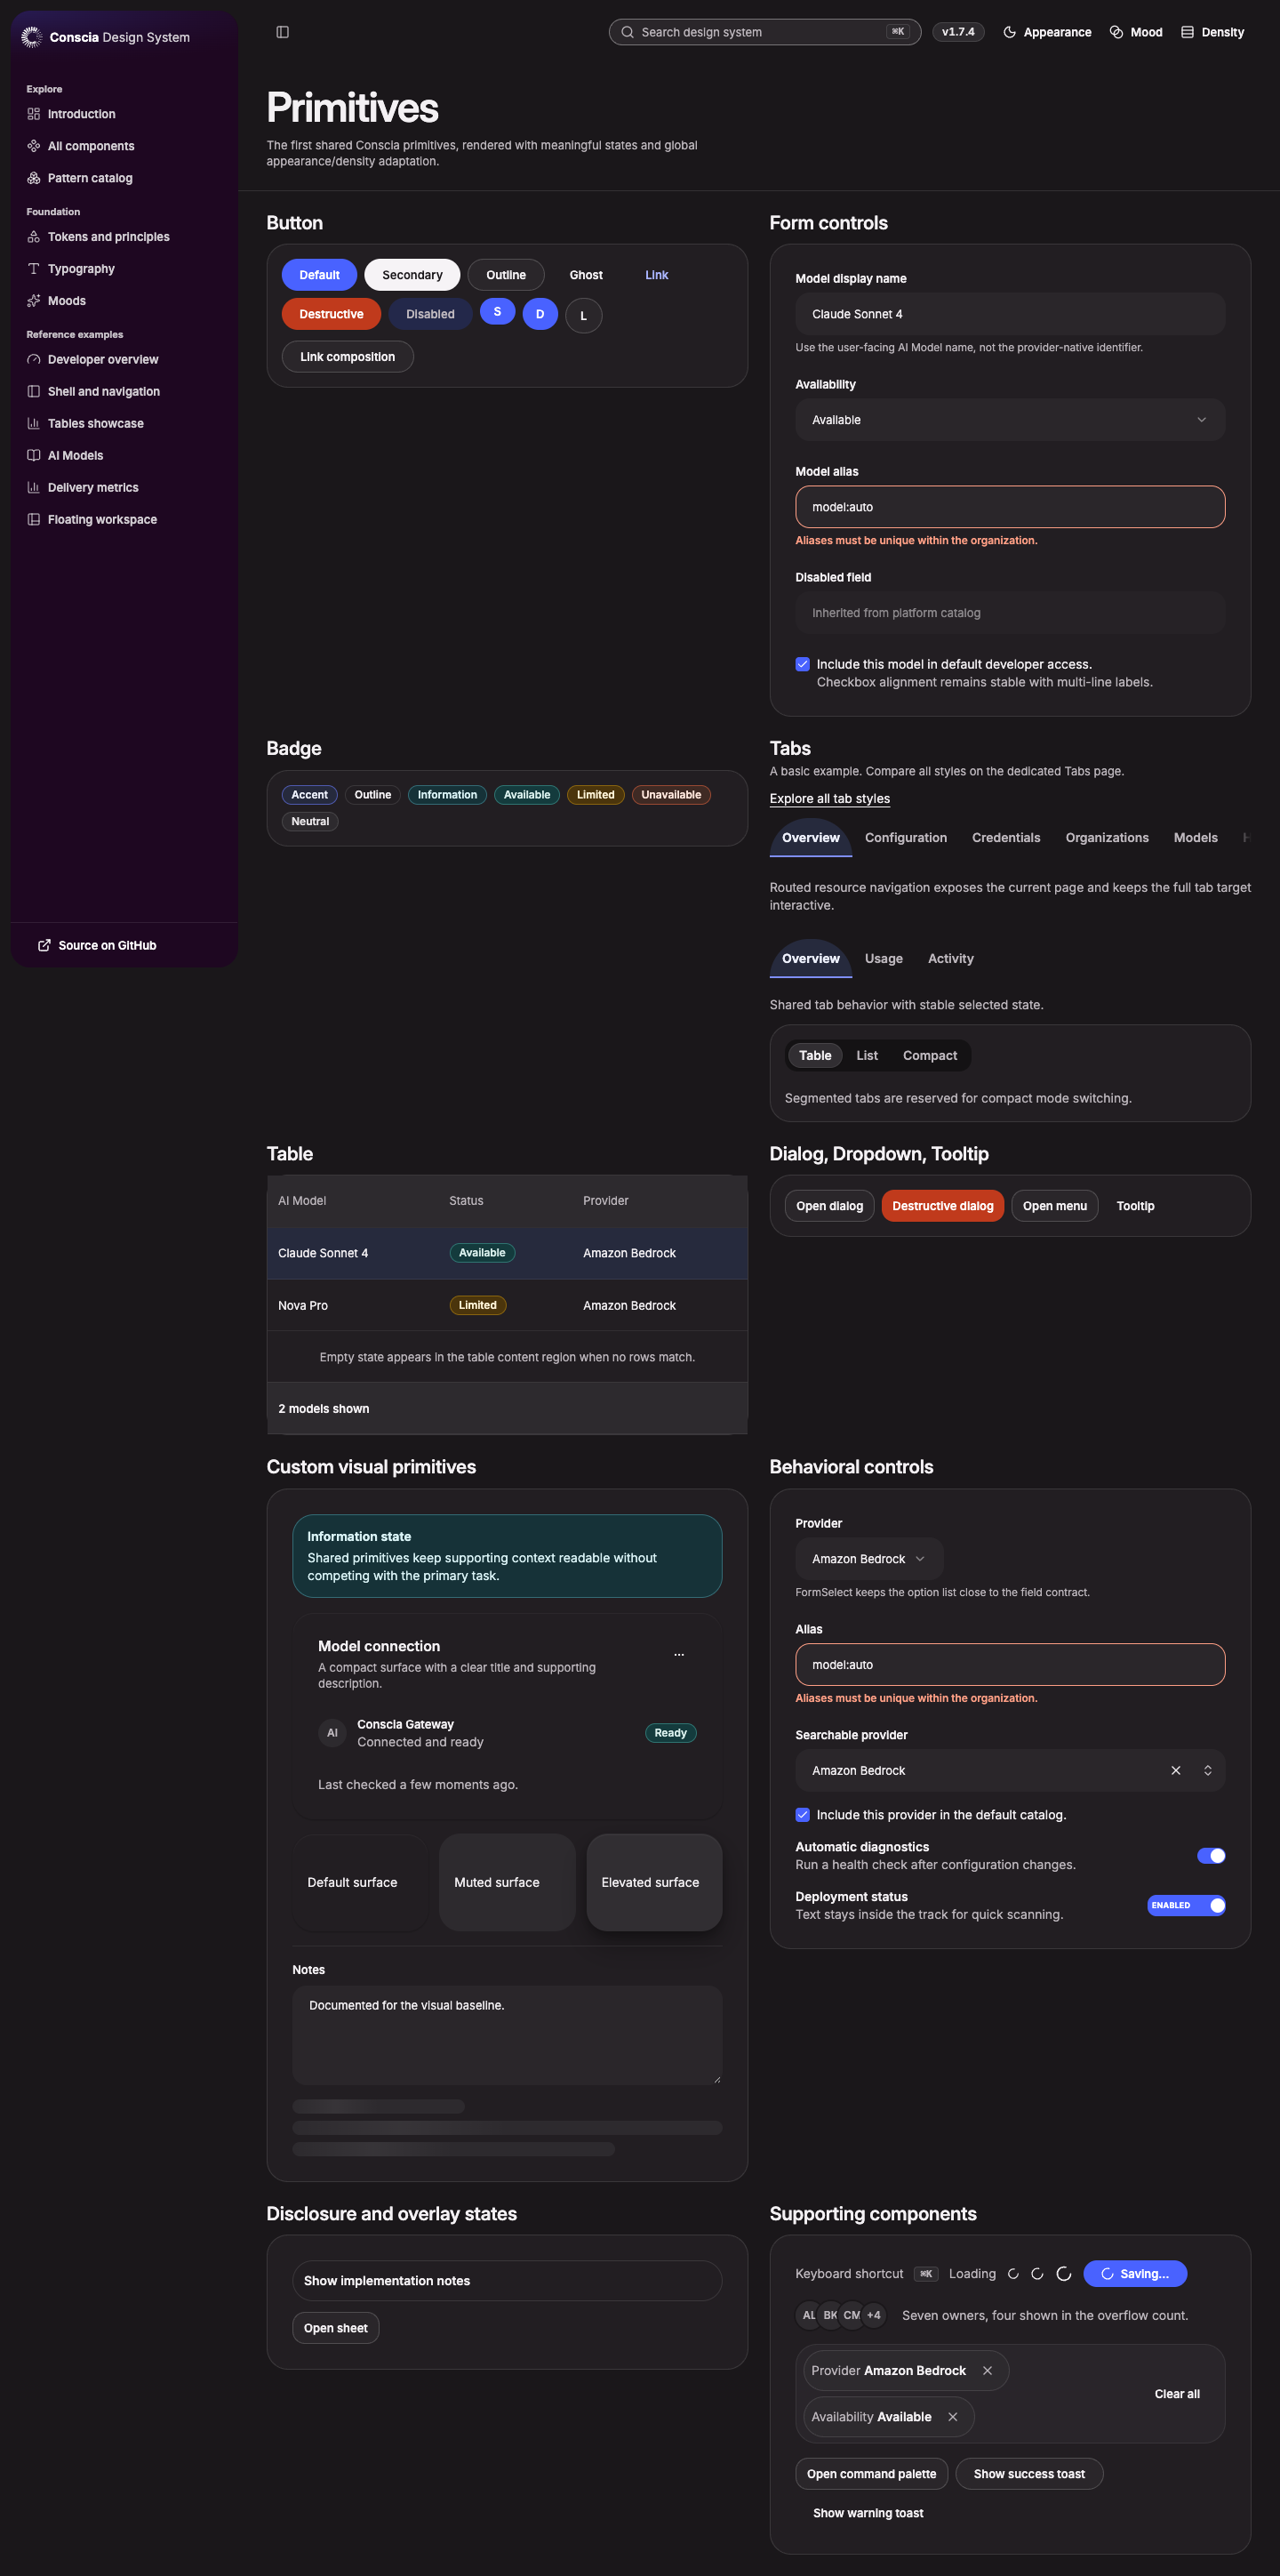 Conscia Design System
Search design system
⌘K
v1.7.4
Appearance
Mood
Density
Explore
Introduction
All components
Pattern catalog
Foundation
Tokens and principles
Typography
Moods
Reference examples
Developer overview
Shell and navigation
Tables showcase
AI Models
Delivery metrics
Floating workspace
Source on GitHub
Primitives
The first shared Conscia primitives, rendered with meaningful states and global
appearance/density adaptation.
Button
Default
Secondary
Outline
Ghost
Link
Destructive
Disabled
S
D
L
Link composition
Form controls
Model display name
Claude Sonnet 4
Use the user-facing AI Model name, not the provider-native identifier.
Availability
Available
Model alias
model:auto
Aliases must be unique within the organization.
Disabled field
Inherited from platform catalog
Include this model in default developer access.
Checkbox alignment remains stable with multi-line labels.
Badge
Accent
Outline
Information
Available
Limited
Unavailable
Neutral
Tabs
A basic example. Compare all styles on the dedicated Tabs page.
Explore all tab styles
Overview
Configuration
Credentials
Organizations
Models
Routed resource navigation exposes the current page and keeps the full tab target
interactive.
Overview
Usage
Activity
Shared tab behavior with stable selected state.
Table
List
Compact
Segmented tabs are reserved for compact mode switching.
Table
AI Model
Status
Provider
Claude Sonnet 4
Available
Amazon Bedrock
Nova Pro
Limited
Amazon Bedrock
Empty state appears in the table content region when no rows match.
2 models shown
Dialog, Dropdown, Tooltip
Open dialog
Destructive dialog
Open menu
Tooltip
Custom visual primitives
Information state
Shared primitives keep supporting context readable without
competing with the primary task.
Model connection
...
A compact surface with a clear title and supporting
description.
AI
Conscia Gateway
Connected and ready
Ready
Last checked a few moments ago.
Default surface
Muted surface
Elevated surface
Notes
Documented for the visual baseline.
Behavioral controls
Provider
Amazon Bedrock
FormSelect keeps the option list close to the field contract.
Alias
model:auto
Aliases must be unique within the organization.
Searchable provider
Amazon Bedrock
Include this provider in the default catalog.
Automatic diagnostics
Run a health check after configuration changes.
Deployment status
Text stays inside the track for quick scanning.
ENABLED
Disclosure and overlay states
Show implementation notes
Open sheet
Supporting components
Keyboard shortcut
⌘K
Loading
Saving...
AL
BK
CM
+4
Seven owners, four shown in the overflow count.
Provider Amazon Bedrock
Availability Available
Clear all
Open command palette
Show success toast
Show warning toast